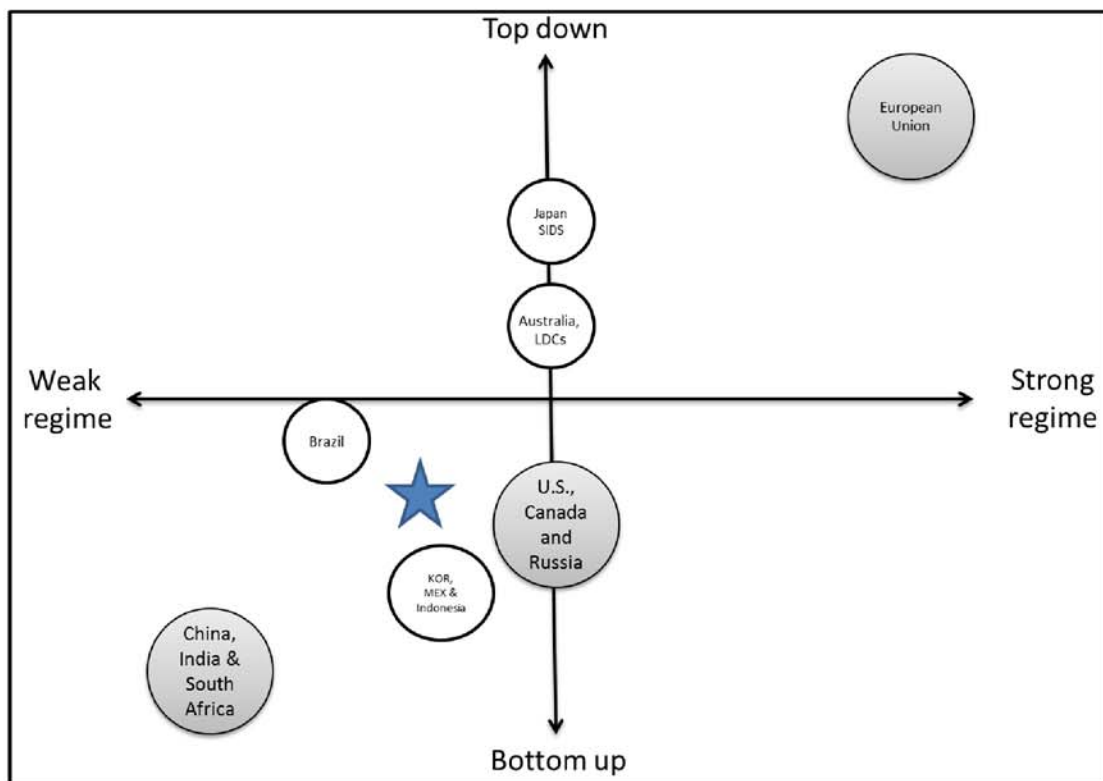 Top down
European
Union
Japan
SIDS
Australia,
LDCs
Weak
regime
Strong
regime
Brazil
U.S.,
Canada
and
Russia
KOR,
MEX &
Indonesia
China,
India &
South
Africa
Bottom up